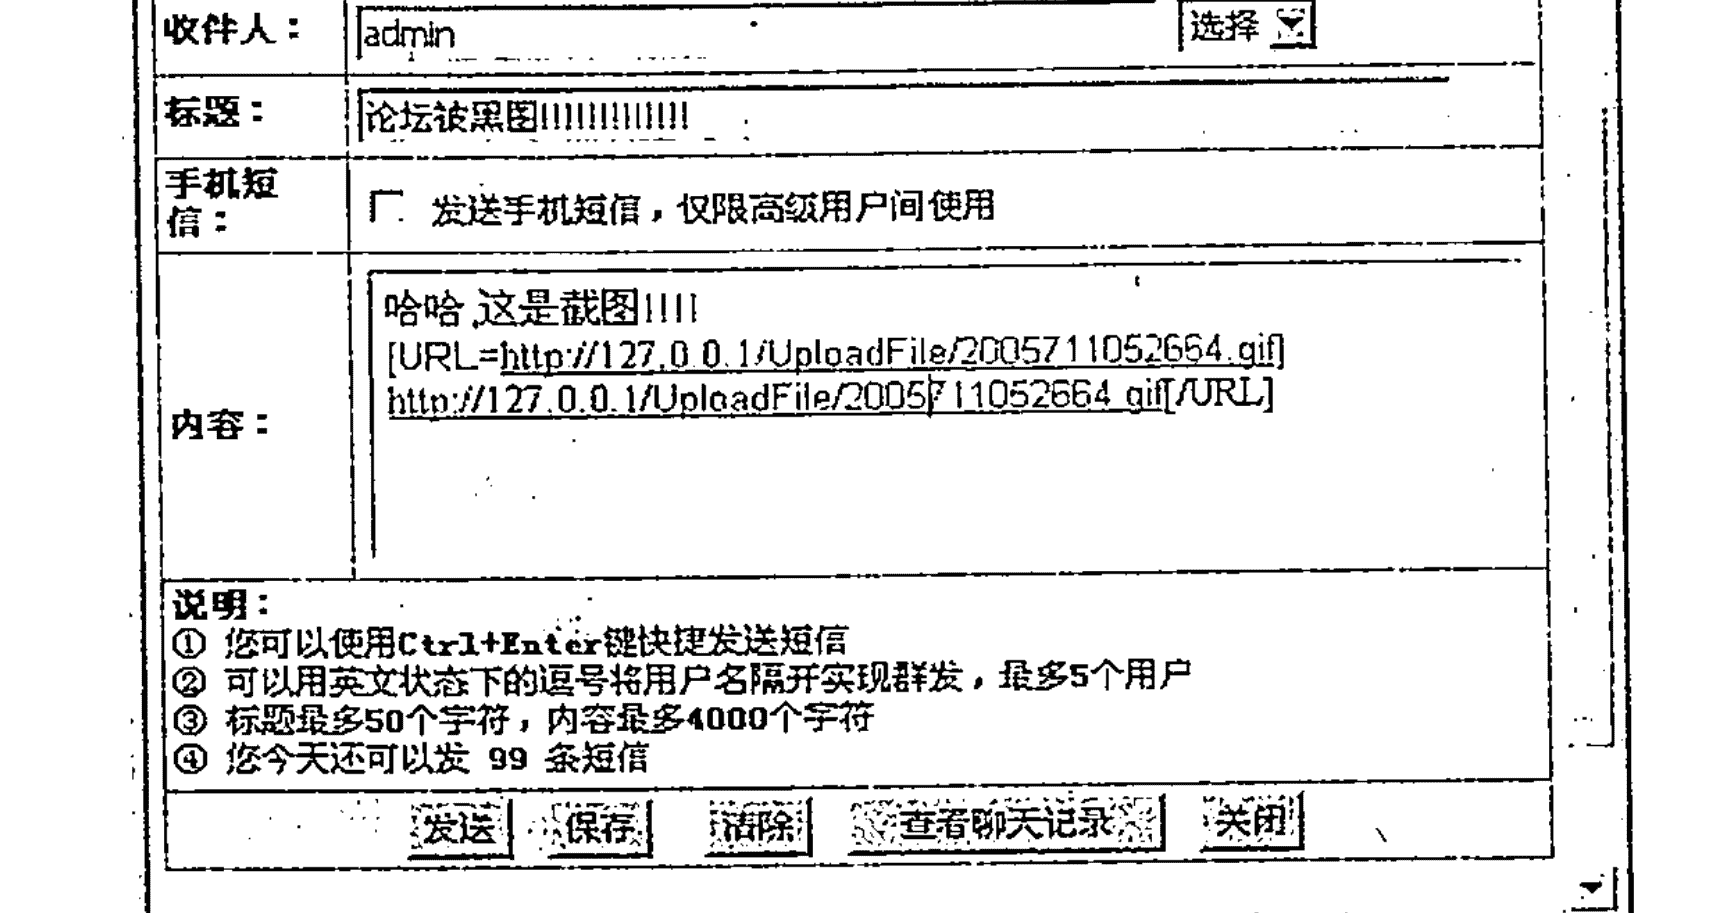 收件人：
admin
选择
标题：
论坛被黑图!!!!!!!!!!!!!
手机短
信：
发送手机短信，仅限高级用户间使用
内容：
哈哈,这是截图!!!!
[URL=http://127.0.0.1/UploadFile/2005711052664.gif]
http://127.0.0.1/UploadFile/2005711052664.gif[/URL]
说明：
① 您可以使用Ctrl+Enter键快捷发送短信
② 可以用英文状态下的逗号将用户名隔开实现群发，最多5个用户
③ 标题最多50个字符，内容最多4000个字符
④ 您今天还可以发 99 条短信
发送 保存 清除 查看聊天记录 关闭